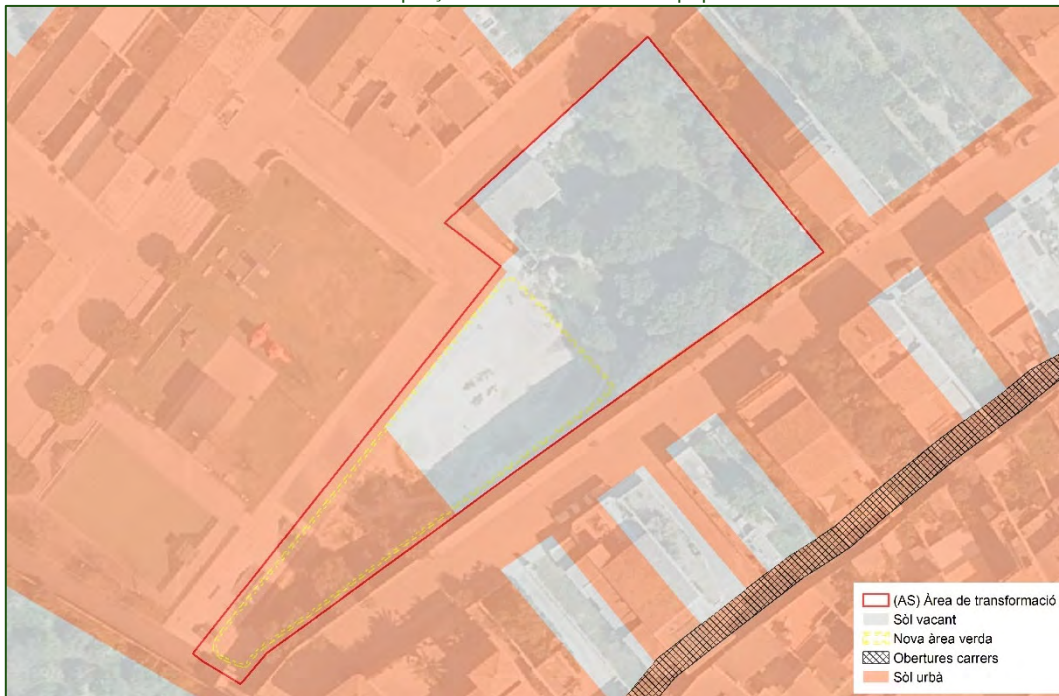 (AS) Àrea de transformació
Sòl vacant
Nova àrea verda
Obertures carrers
Sòl urbà